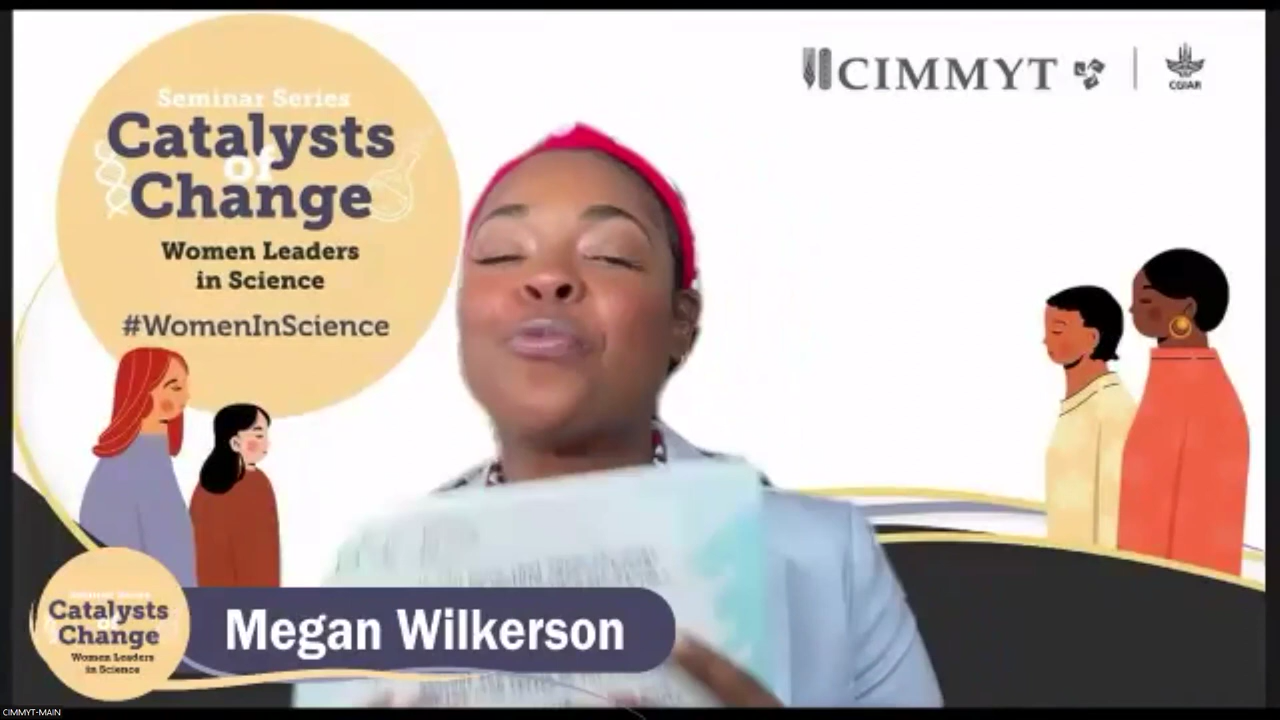 Seminar Series
Catalysts
of
Change
Women Leaders
in Science
#WomenInScience
CIMMYT
CGIAR
Catalysts
Change
Women Leaders
in Science
Megan Wilkerson
CIMMYT-MAIN